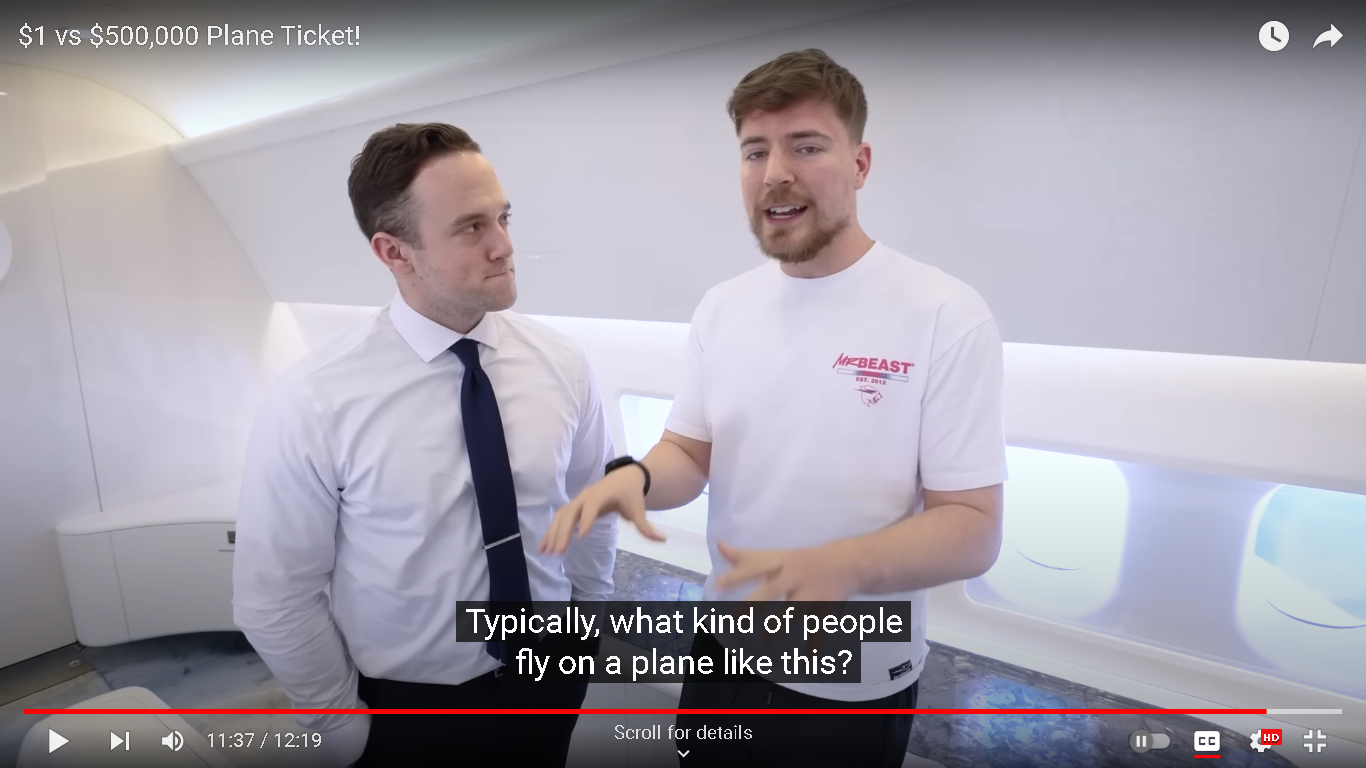 $1 vs $500,000 Plane Ticket!
MRBEAST
EST. 2012
Typically, what kind of people
fly on a plane like this?
Scroll for details
11:37 / 12:19
CC
HD